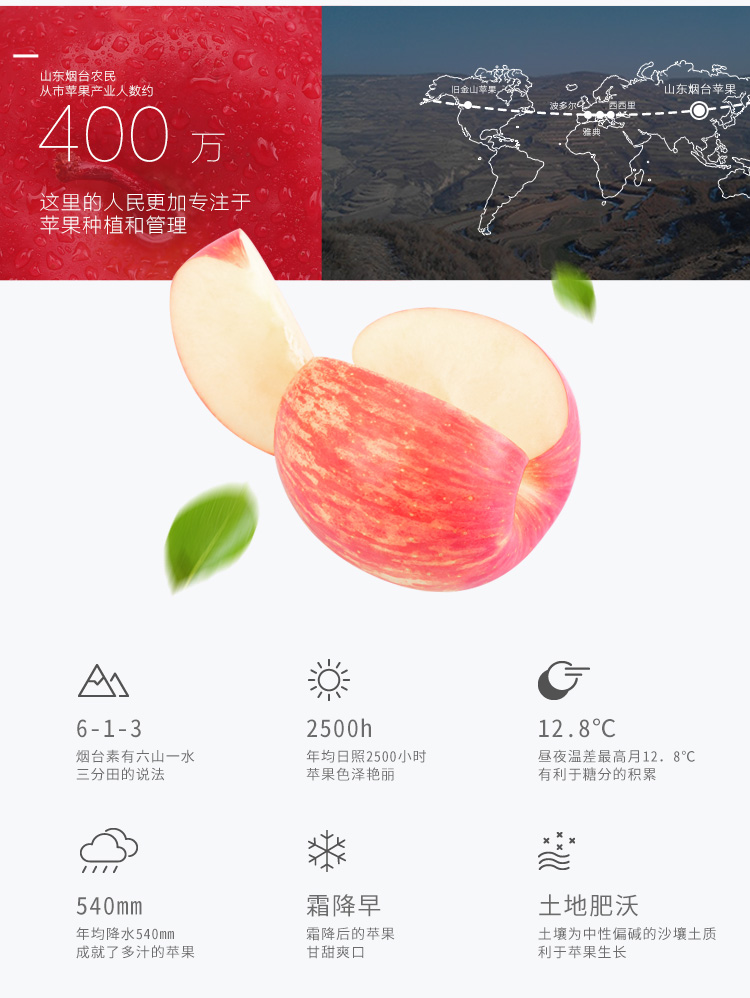 山东烟台农民
从市苹果产业人数约
400 万
这里的人民更加专注于
苹果种植和管理
旧金山苹果
波多尔
西西里
雅典
山东烟台苹果
6-1-3
烟台素有六山一水
三分田的说法
2500h
年均日照2500小时
苹果色泽艳丽
12.8℃
昼夜温差最高月12. 8℃
有利于糖分的积累
540mm
年均降水540mm
成就了多汁的苹果
霜降早
霜降后的苹果
甘甜爽口
土地肥沃
土壤为中性偏碱的沙壤土质
利于苹果生长